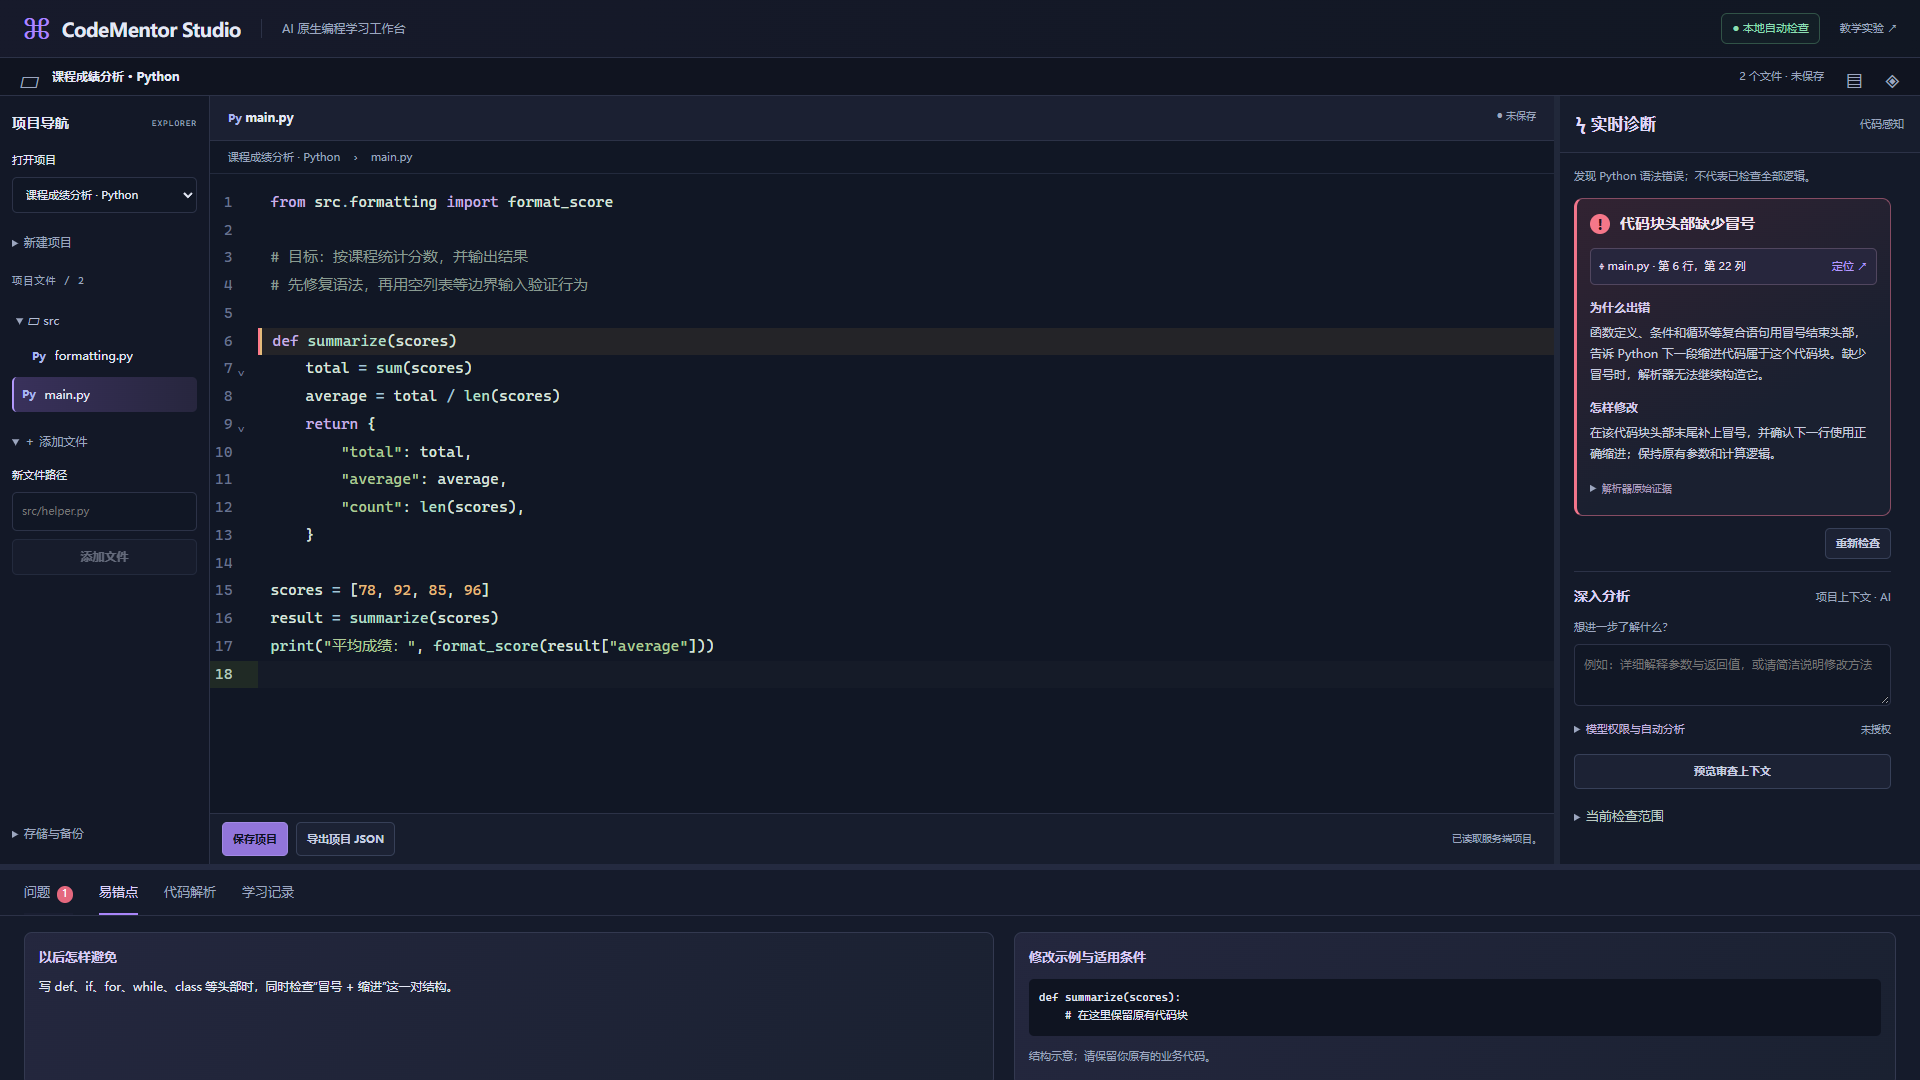 ⌘ CodeMentor Studio
AI 原生编程学习工作台
● 本地自动检查
教学实验 ↗
课程成绩分析 • Python
2 个文件 · 未保存
项目导航
EXPLORER
打开项目
课程成绩分析 · Python
▶ 新建项目
项目文件 / 2
▼ src
Py formatting.py
Py main.py
▼ + 添加文件
新文件路径
src/helper.py
添加文件
▶ 存储与备份
Py main.py
● 未保存
课程成绩分析 · Python › main.py
1 from src.formatting import format_score
2
3 # 目标：按课程统计分数，并输出结果
4 # 先修复语法，再用空列表等边界输入验证行为
5
6 def summarize(scores)
7     total = sum(scores)
8     average = total / len(scores)
9     return {
10         "total": total,
11         "average": average,
12         "count": len(scores),
13     }
14
15 scores = [78, 92, 85, 96]
16 result = summarize(scores)
17 print("平均成绩：", format_score(result["average"]))
18
保存项目
导出项目 JSON
已读取服务端项目。
实时诊断
代码感知
发现 Python 语法错误；不代表已检查全部逻辑。
! 代码块头部缺少冒号
main.py · 第 6 行，第 22 列
定位 ↗
为什么出错
函数定义、条件和循环等复合语句用冒号结束头部，
告诉 Python 下一段缩进代码属于这个代码块。缺少
冒号时，解析器无法继续构造它。
怎样修改
在该代码块头部末尾补上冒号，并确认下一行使用正
确缩进；保持原有参数和计算逻辑。
▶ 解析器原始证据
重新检查
深入分析
项目上下文 · AI
想进一步了解什么？
例如：详细解释参数与返回值，或请简洁说明修改方法
▶ 模型权限与自动分析
未授权
预览审查上下文
▶ 当前检查范围
问题 1
易错点
代码解析
学习记录
以后怎样避免
写 def、if、for、while、class 等头部时，同时检查“冒号 + 缩进”这一对结构。
修改示例与适用条件
def summarize(scores):
    # 在这里保留原有代码块
结构示意；请保留你原有的业务代码。